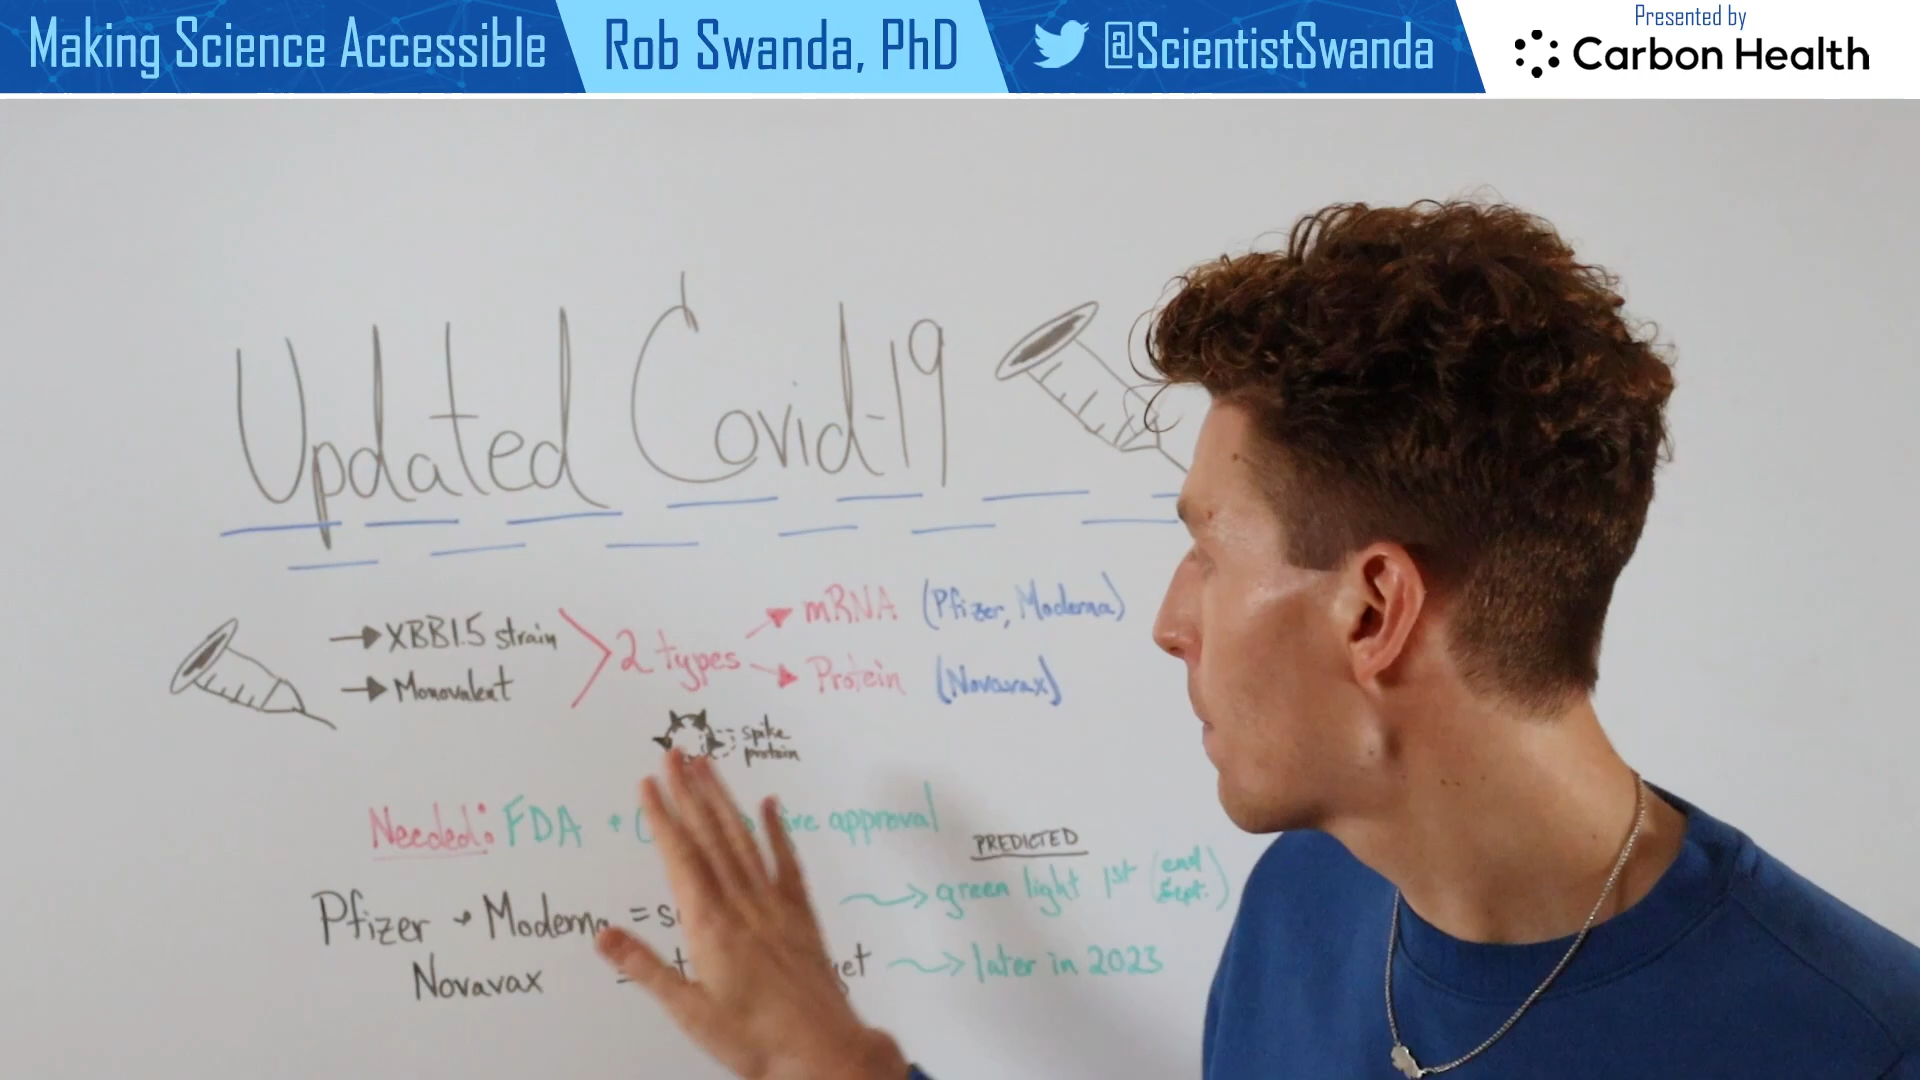 Making Science Accessible
Rob Swanda, PhD
@ScientistSwanda
Presented by
Carbon Health
Updated Covid-19
XBB1.5 strain
Monovalent
2 types
mRNA (Pfizer, Moderna)
Protein (Novavax)
spike
protein
Needed: FDA + approval
PREDICTED
Pfizer + Moderna =
green light 1st (end Sept.)
Novavax =
later in 2023